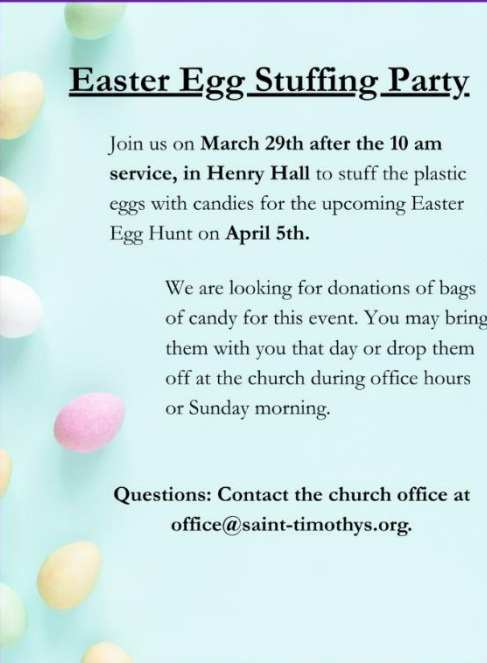 Easter Egg Stuffing Party
Join us on March 29th after the 10 am
service, in Henry Hall to stuff the plastic
eggs with candies for the upcoming Easter
Egg Hunt on April 5th.
We are looking for donations of bags
of candy for this event. You may bring
them with you that day or drop them
off at the church during office hours
or Sunday morning.
Questions: Contact the church office at
office@saint-timothys.org.